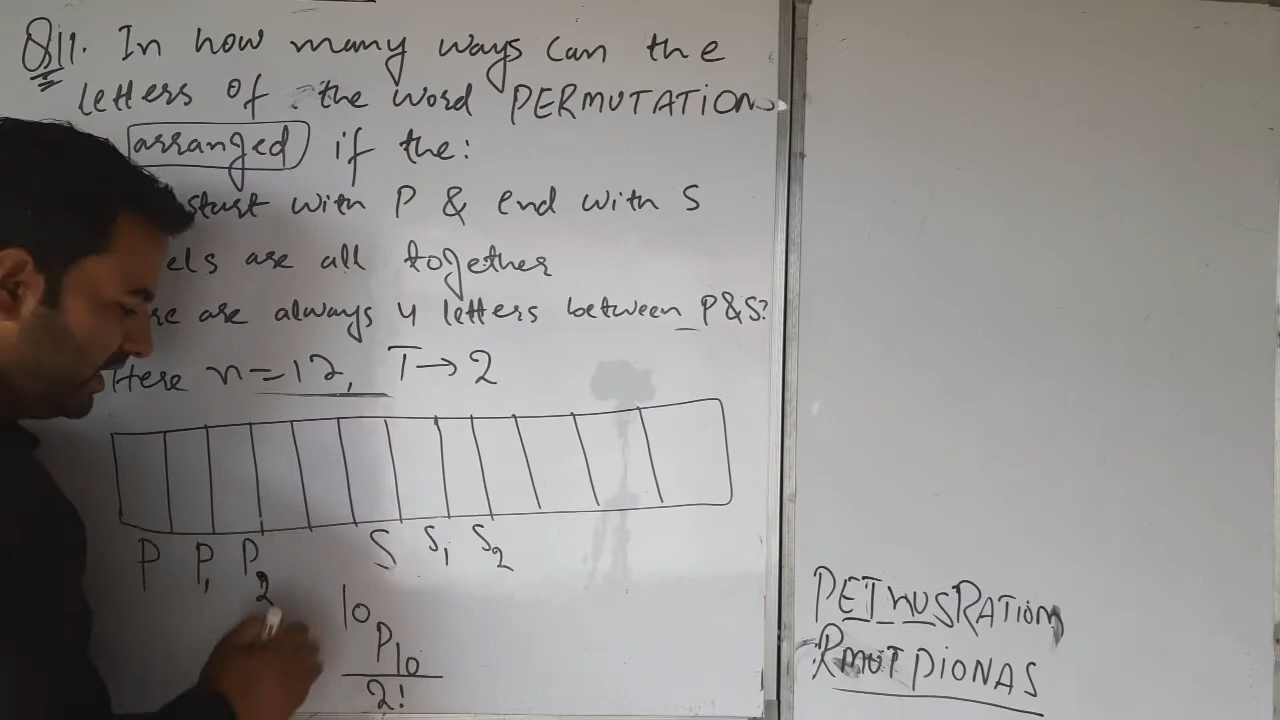 Q11. In how many ways can the
letters of the word PERMUTATIONS
arranged if the:
start with P & end with S
els are all together
re are always 4 letters between P&S?
Here n=12, T→2
P P1 P2 S S1 S2
10P10
2!
PETMUSRATION
RMUTPIONAS